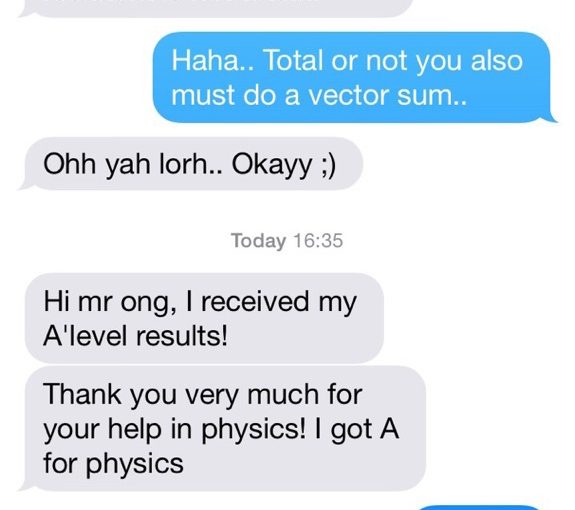 Haha.. Total or not you also
must do a vector sum..
Ohh yah lorh.. Okayy ;)
Today 16:35
Hi mr ong, I received my
A'level results!
Thank you very much for
your help in physics! I got A
for physics